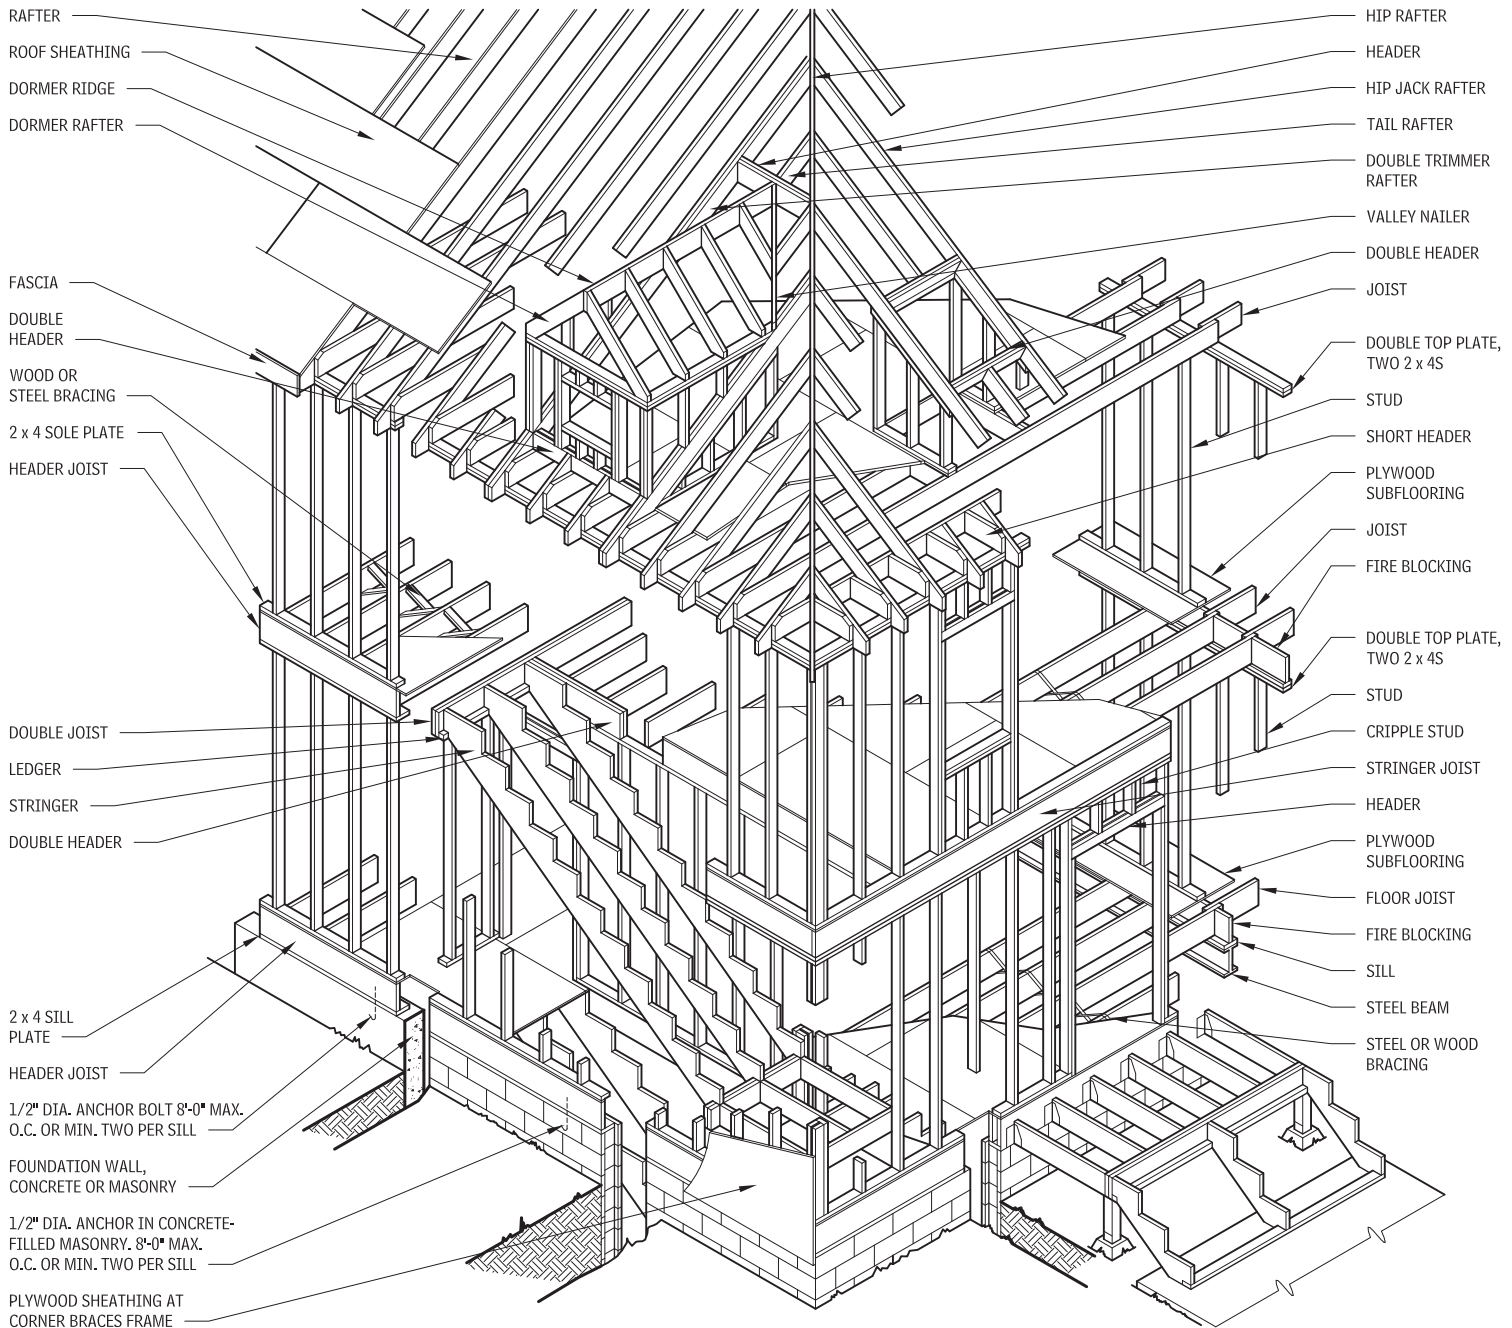 RAFTER
ROOF SHEATHING
DORMER RIDGE
DORMER RAFTER
FASCIA
DOUBLE
HEADER
WOOD OR
STEEL BRACING
2 x 4 SOLE PLATE
HEADER JOIST
DOUBLE JOIST
LEDGER
STRINGER
DOUBLE HEADER
2 x 4 SILL
PLATE
HEADER JOIST
1/2" DIA. ANCHOR BOLT 8'-0" MAX.
O.C. OR MIN. TWO PER SILL
FOUNDATION WALL,
CONCRETE OR MASONRY
1/2" DIA. ANCHOR IN CONCRETE-
FILLED MASONRY. 8'-0" MAX.
O.C. OR MIN. TWO PER SILL
PLYWOOD SHEATHING AT
CORNER BRACES FRAME
HIP RAFTER
HEADER
HIP JACK RAFTER
TAIL RAFTER
DOUBLE TRIMMER
RAFTER
VALLEY NAILER
DOUBLE HEADER
JOIST
DOUBLE TOP PLATE,
TWO 2 x 4S
STUD
SHORT HEADER
PLYWOOD
SUBFLOORING
JOIST
FIRE BLOCKING
DOUBLE TOP PLATE,
TWO 2 x 4S
STUD
CRIPPLE STUD
STRINGER JOIST
HEADER
PLYWOOD
SUBFLOORING
FLOOR JOIST
FIRE BLOCKING
SILL
STEEL BEAM
STEEL OR WOOD
BRACING